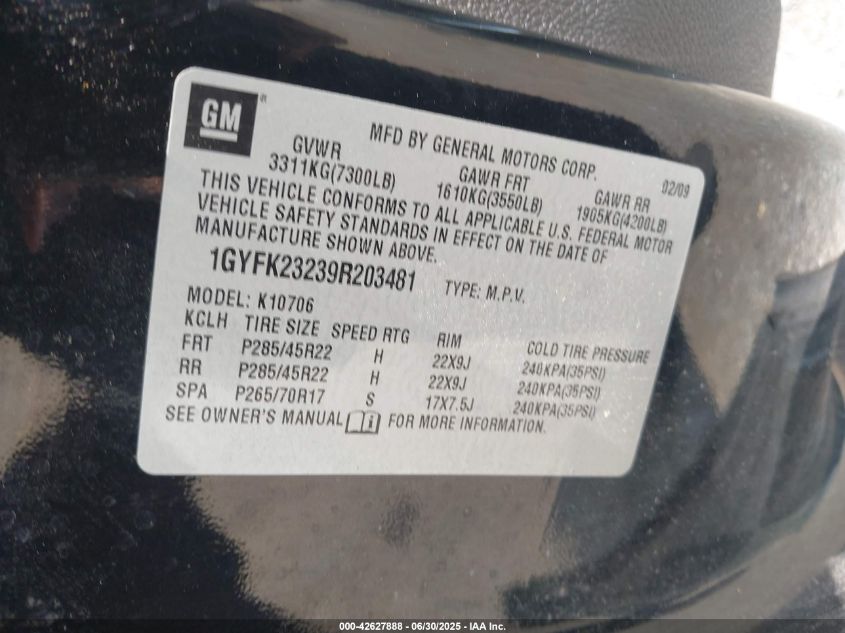 GM
MFD BY GENERAL MOTORS CORP. 02/09
GVWR GAWR FRT GAWR RR
3311KG(7300LB) 1610KG(3550LB) 1905KG(4200LB)
THIS VEHICLE CONFORMS TO ALL APPLICABLE U.S. FEDERAL MOTOR
VEHICLE SAFETY STANDARDS IN EFFECT ON THE DATE OF
MANUFACTURE SHOWN ABOVE.
1GYFK23239R203481 TYPE: M.P.V.
MODEL: K10706
KCLH TIRE SIZE SPEED RTG RIM COLD TIRE PRESSURE
FRT P285/45R22 H 22X9J 240KPA(35PSI)
RR P285/45R22 H 22X9J 240KPA(35PSI)
SPA P265/70R17 S 17X7.5J 240KPA(35PSI)
SEE OWNER'S MANUAL FOR MORE INFORMATION.
000-42627888 - 06/30/2025 - IAA Inc.